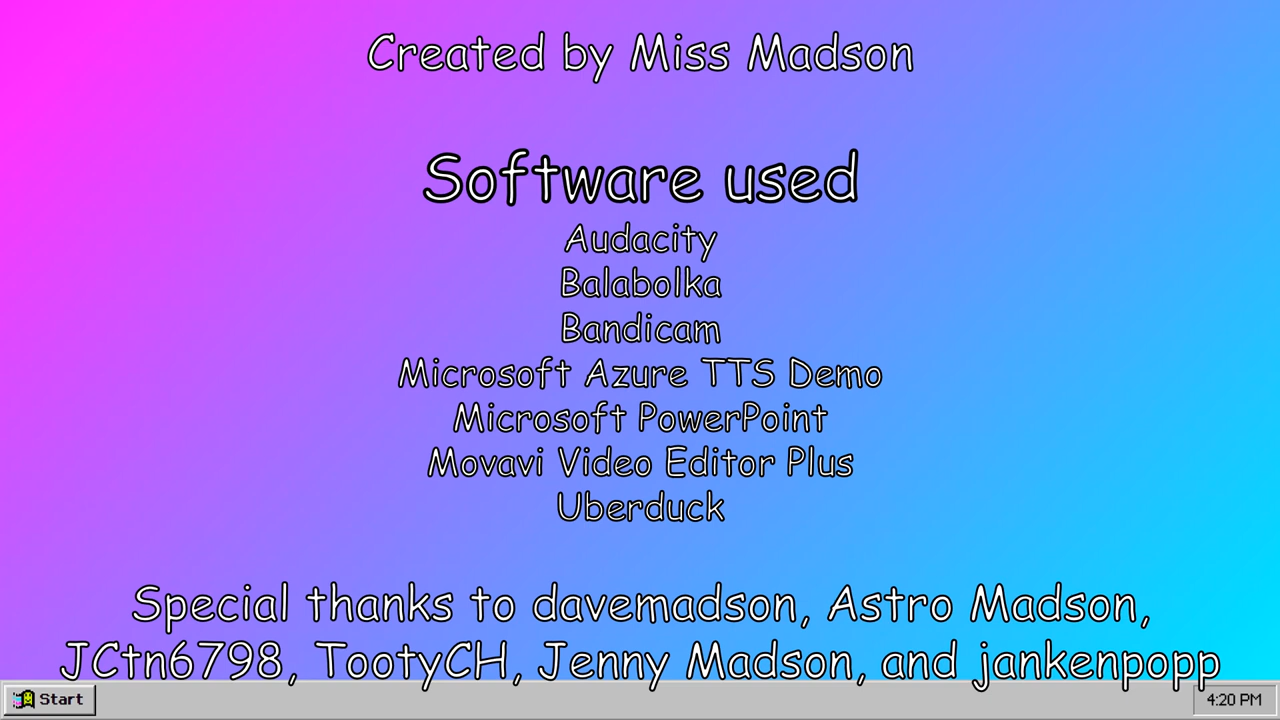 Created by Miss Madson
Software used
Audacity
Balabolka
Bandicam
Microsoft Azure TTS Demo
Microsoft PowerPoint
Movavi Video Editor Plus
Uberduck
Special thanks to davemadson, Astro Madson,
JCtn6798, TootyCH, Jenny Madson, and jankenpopp
Start
4:20 PM